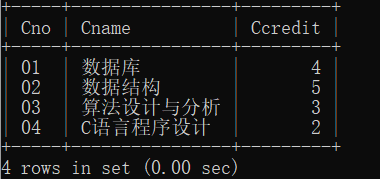 +-----+--------------------+---------+
| Cno | Cname | Ccredit |
+-----+--------------------+---------+
| 01 | 数据库 | 4 |
| 02 | 数据结构 | 5 |
| 03 | 算法设计与分析 | 3 |
| 04 | C语言程序设计 | 2 |
+-----+--------------------+---------+
4 rows in set (0.00 sec)